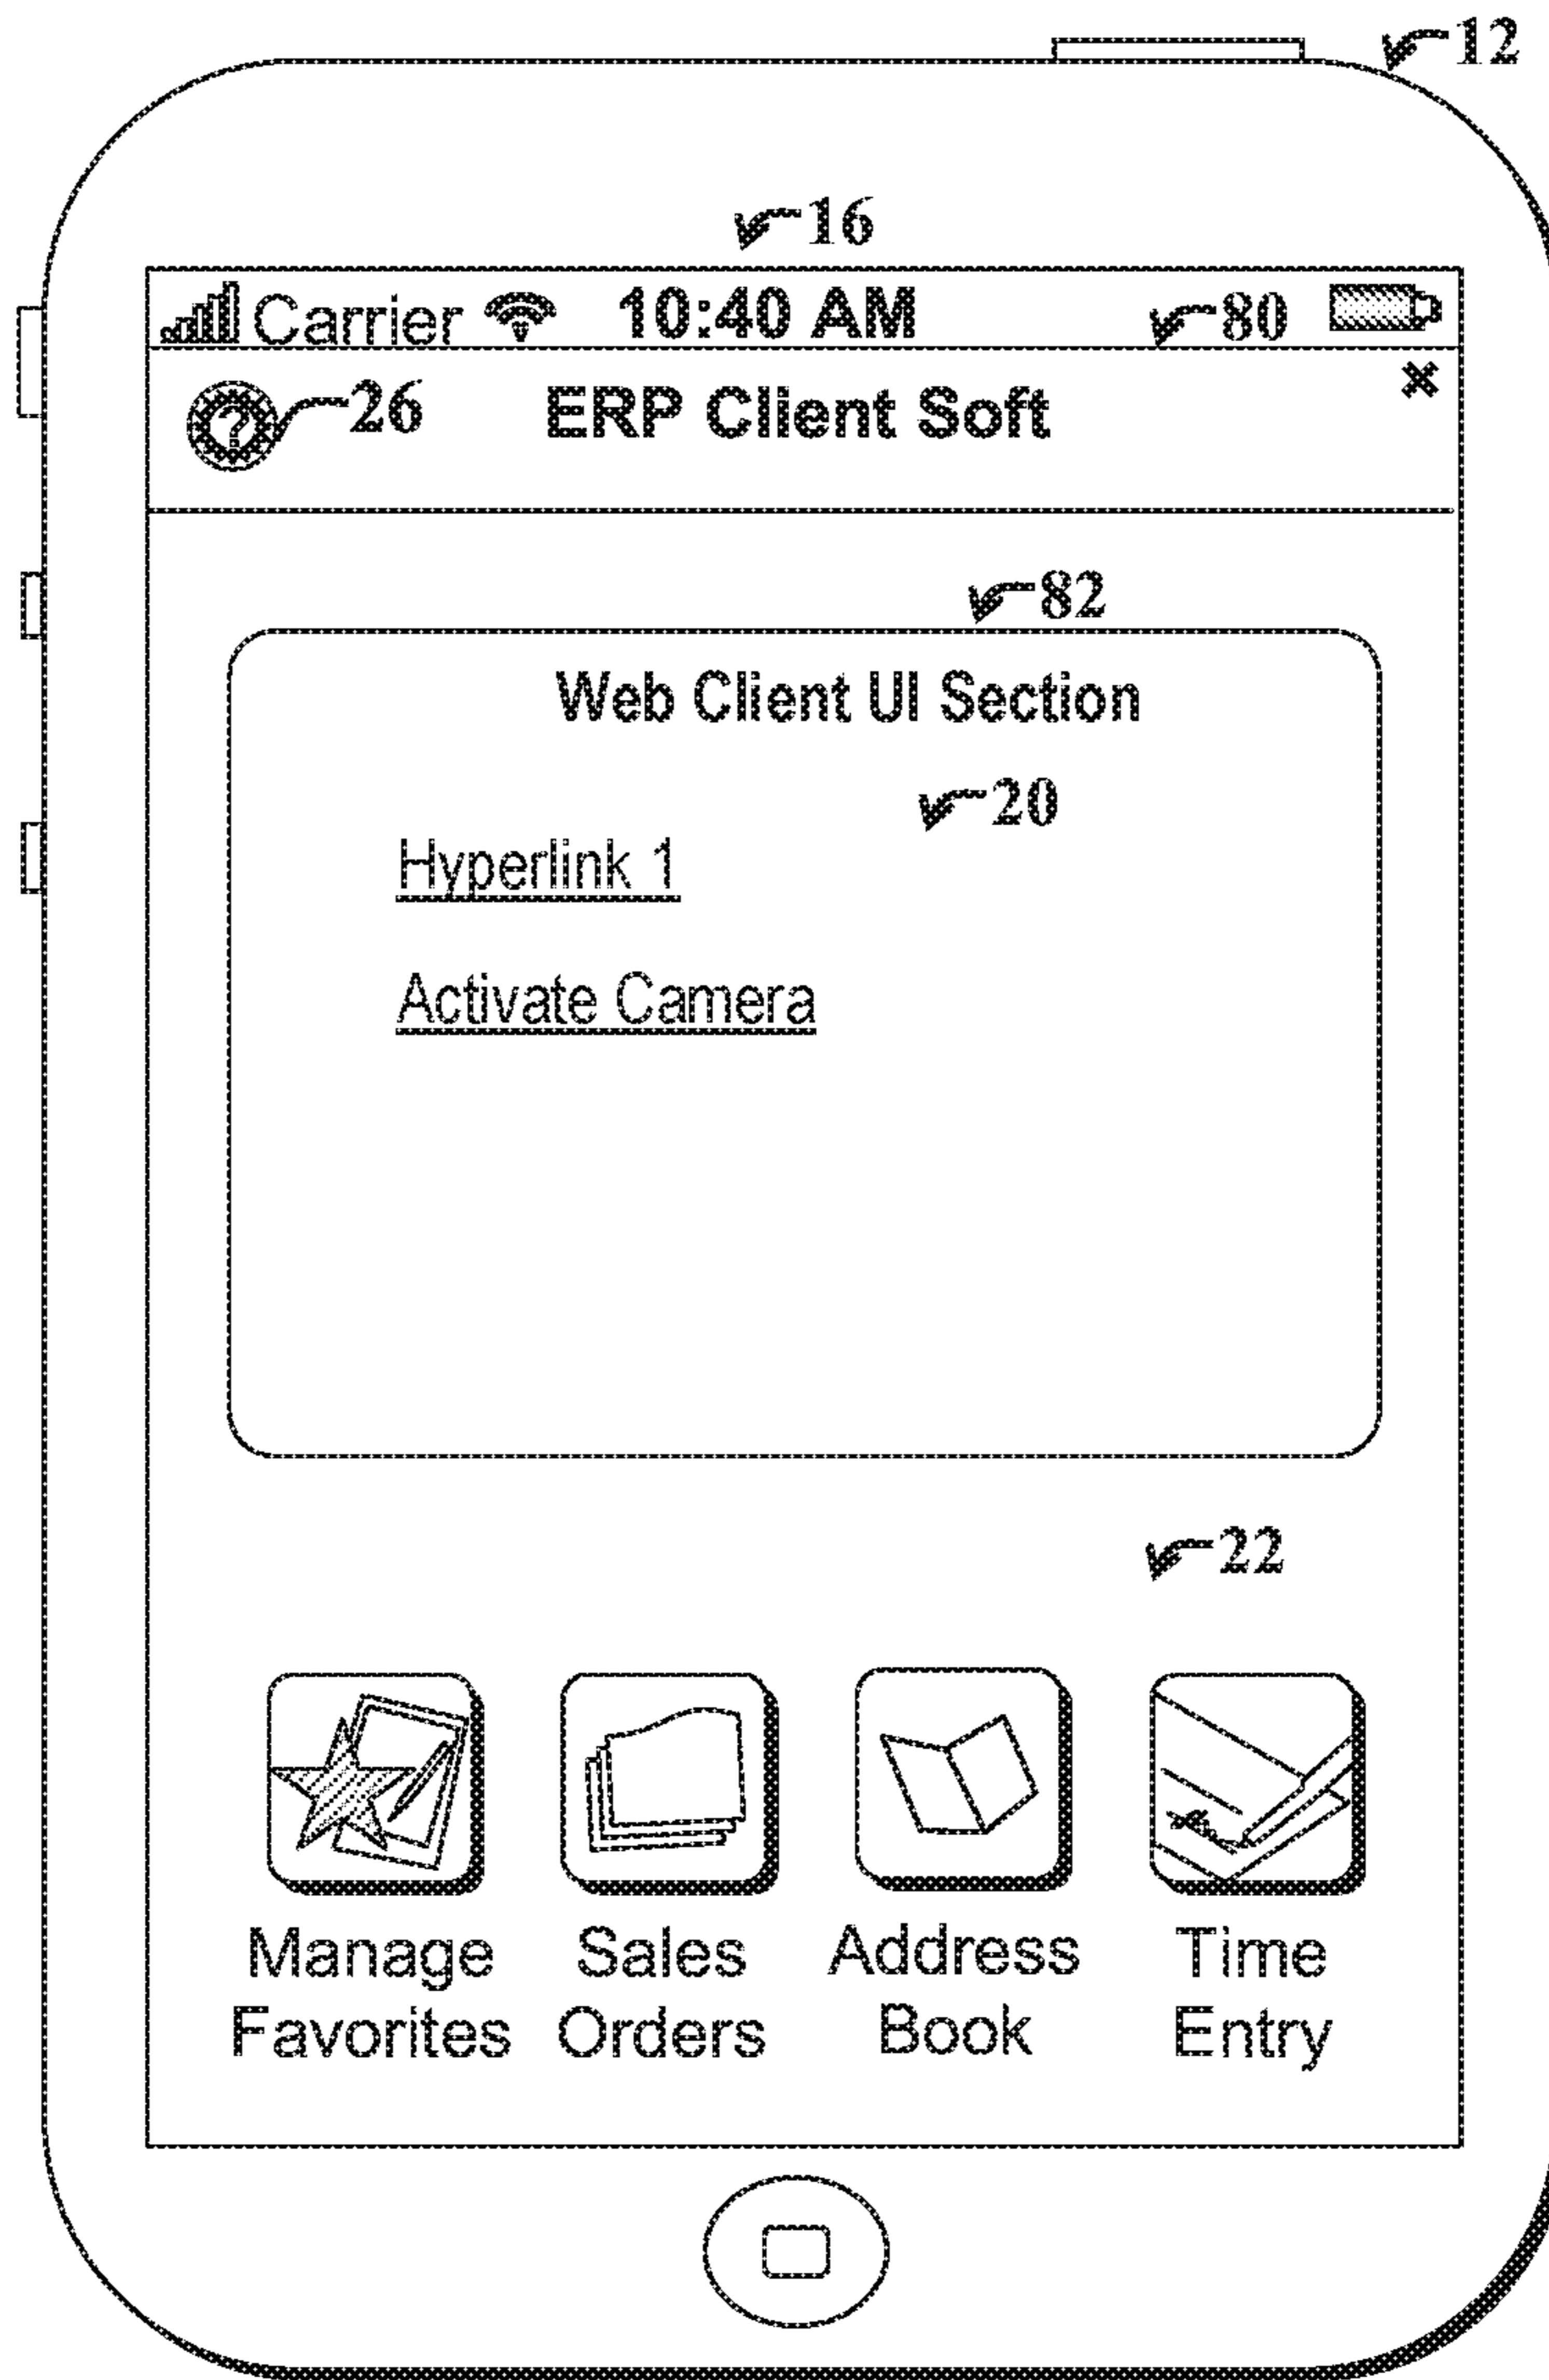 12
16
Carrier 10:40 AM 80
? 26 ERP Client Soft ×
82
Web Client UI Section
20
Hyperlink 1
Activate Camera
22
Manage Favorites
Sales Orders
Address Book
Time Entry